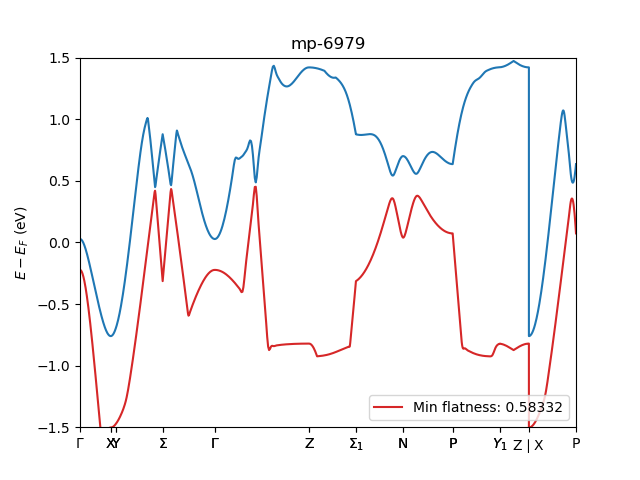 mp-6979
1.5
1.0
0.5
0.0
−0.5
−1.0
−1.5
E − E_F (eV)
Min flatness: 0.58332
Γ X Y Σ Γ Z Σ₁ N P Y₁ Z | X P